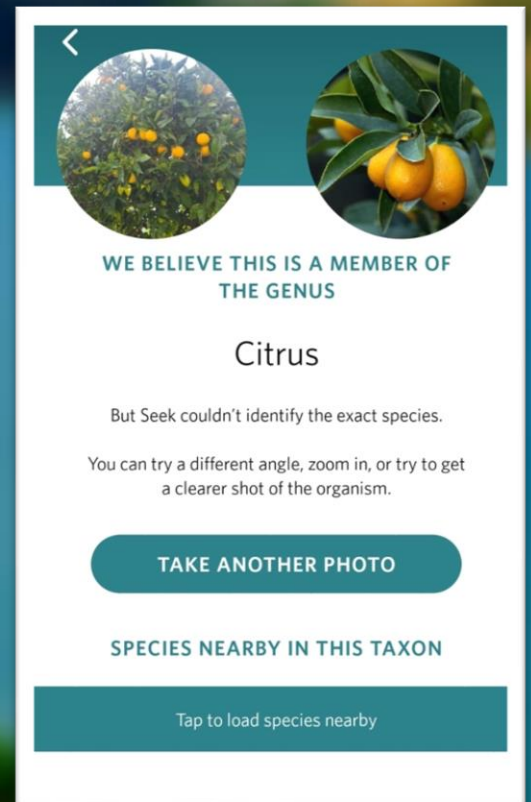 WE BELIEVE THIS IS A MEMBER OF
THE GENUS
Citrus
But Seek couldn’t identify the exact species.
You can try a different angle, zoom in, or try to get
a clearer shot of the organism.
TAKE ANOTHER PHOTO
SPECIES NEARBY IN THIS TAXON
Tap to load species nearby